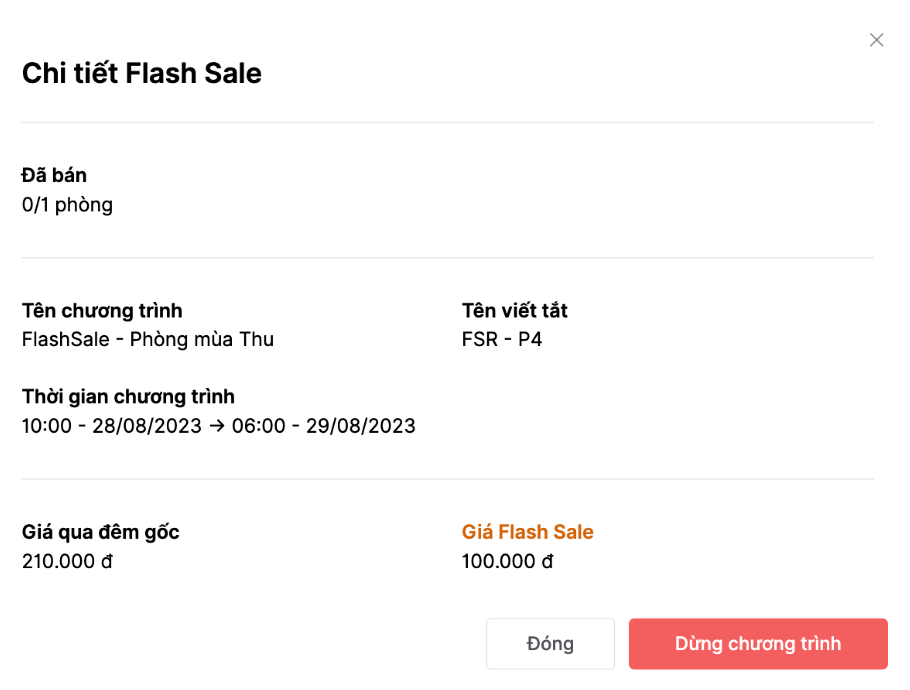 Chi tiết Flash Sale
Đã bán
0/1 phòng
Tên chương trình
FlashSale - Phòng mùa Thu
Tên viết tắt
FSR - P4
Thời gian chương trình
10:00 - 28/08/2023 → 06:00 - 29/08/2023
Giá qua đêm gốc
210.000 đ
Giá Flash Sale
100.000 đ
Đóng
Dừng chương trình